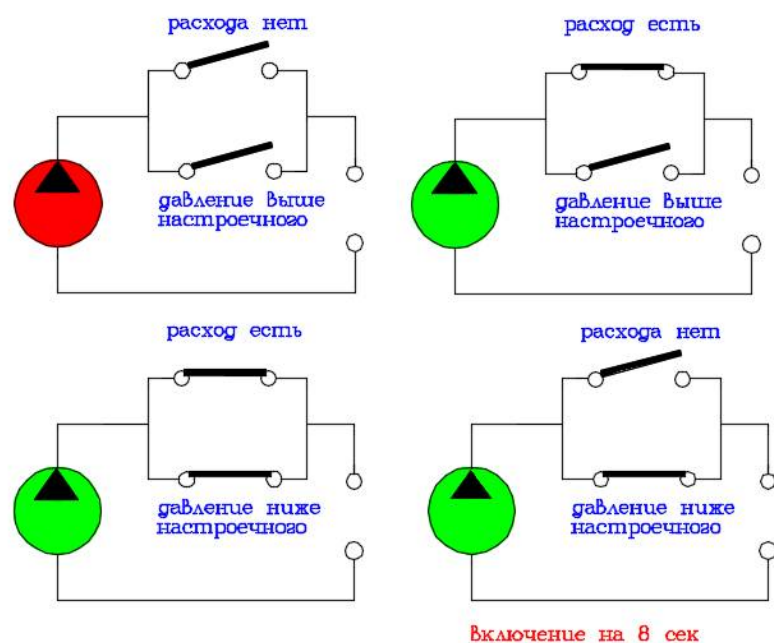 расхода нет
давление выше
настроечного
расход есть
давление выше
настроечного
расход есть
давление ниже
настроечного
расхода нет
давление ниже
настроечного
Включение на 8 сек